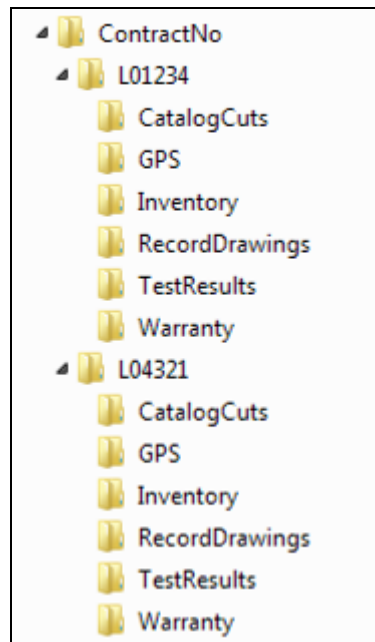 ContractNo
L01234
CatalogCuts
GPS
Inventory
RecordDrawings
TestResults
Warranty
L04321
CatalogCuts
GPS
Inventory
RecordDrawings
TestResults
Warranty